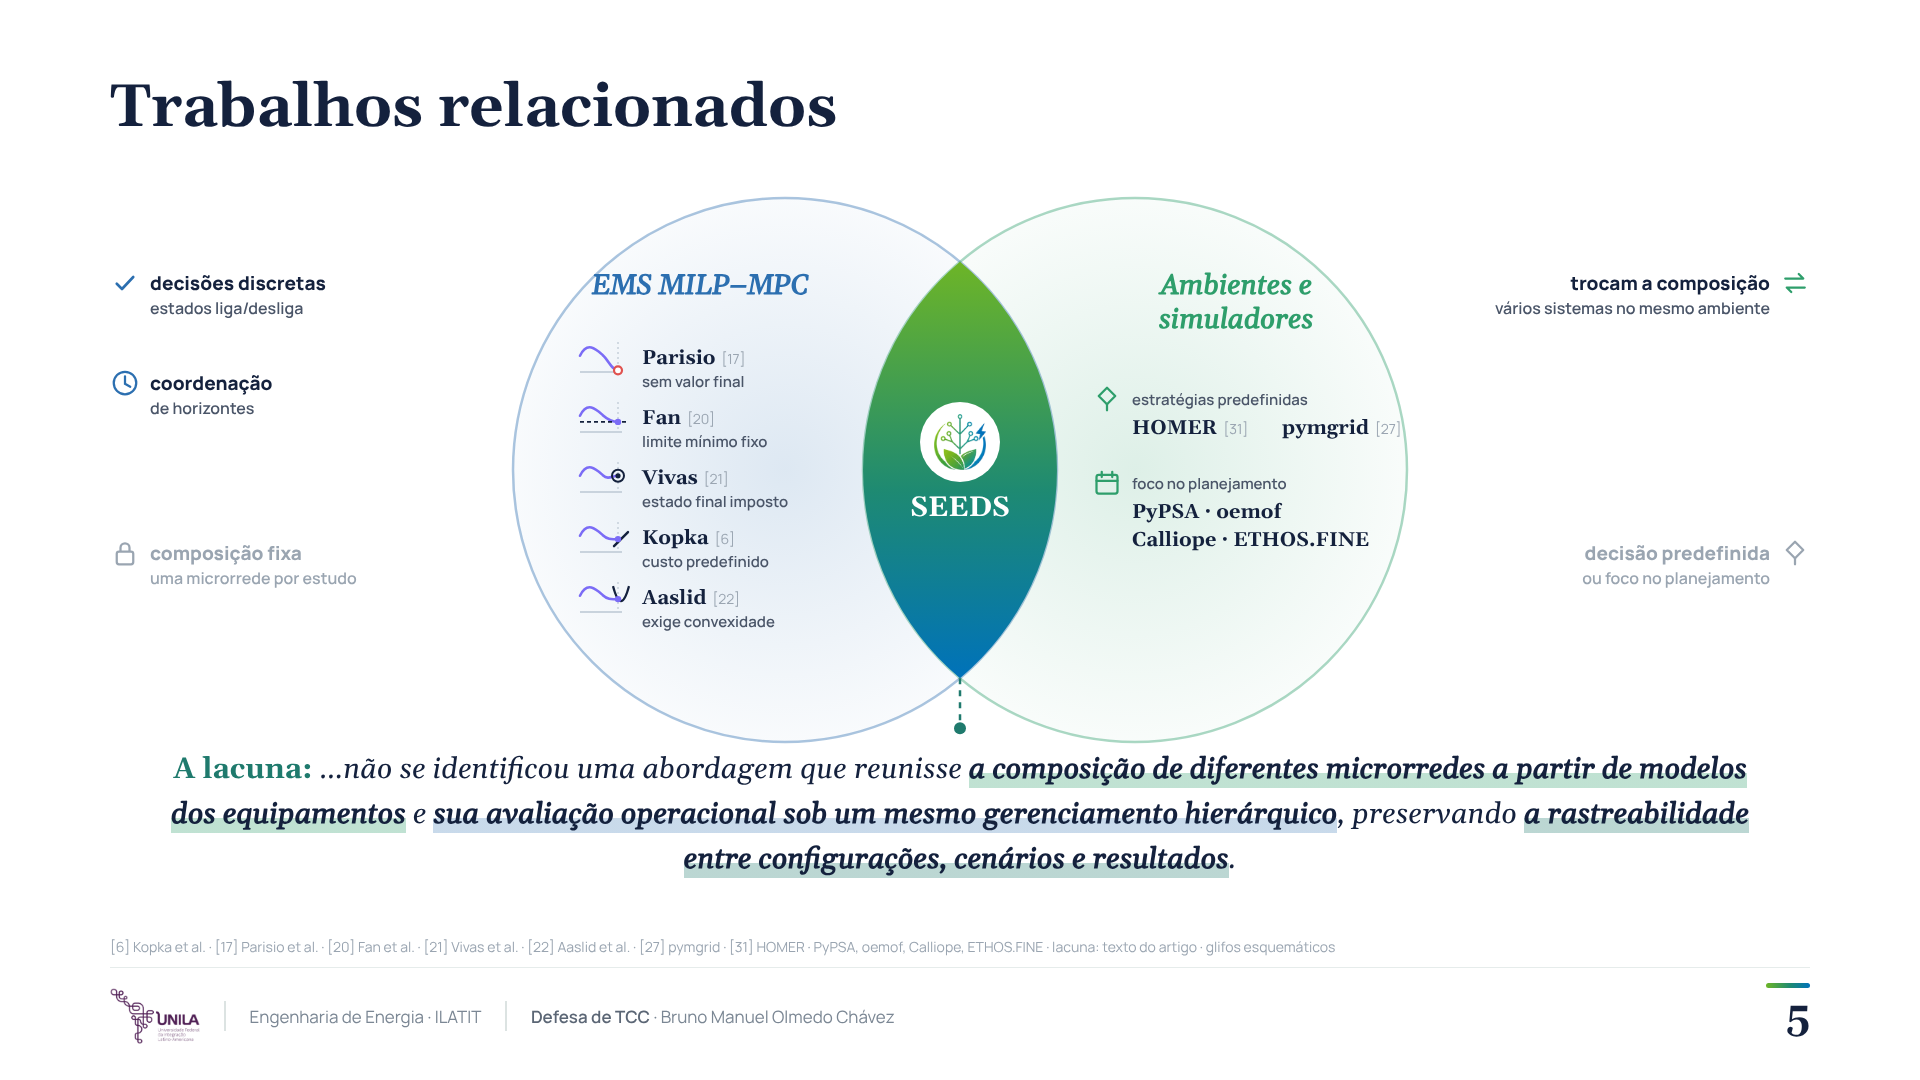 Trabalhos relacionados
decisões discretas
estados liga/desliga
coordenação
de horizontes
composição fixa
uma microrrede por estudo
EMS MILP–MPC
Parisio [17]
sem valor final
Fan [20]
limite mínimo fixo
Vivas [21]
estado final imposto
Kopka [6]
custo predefinido
Aaslid [22]
exige convexidade
SEEDS
Ambientes e
simuladores
estratégias predefinidas
HOMER [31] pymgrid [27]
foco no planejamento
PyPSA · oemof
Calliope · ETHOS.FINE
trocam a composição
vários sistemas no mesmo ambiente
decisão predefinida
ou foco no planejamento
A lacuna: ...não se identificou uma abordagem que reunisse a composição de diferentes microrredes a partir de modelos
dos equipamentos e sua avaliação operacional sob um mesmo gerenciamento hierárquico, preservando a rastreabilidade
entre configurações, cenários e resultados.
[6] Kopka et al. · [17] Parisio et al. · [20] Fan et al. · [21] Vivas et al. · [22] Aaslid et al. · [27] pymgrid · [31] HOMER · PyPSA, oemof, Calliope, ETHOS.FINE · lacuna: texto do artigo · glifos esquemáticos
UNILA
Engenharia de Energia · ILATIT
Defesa de TCC · Bruno Manuel Olmedo Chávez
5